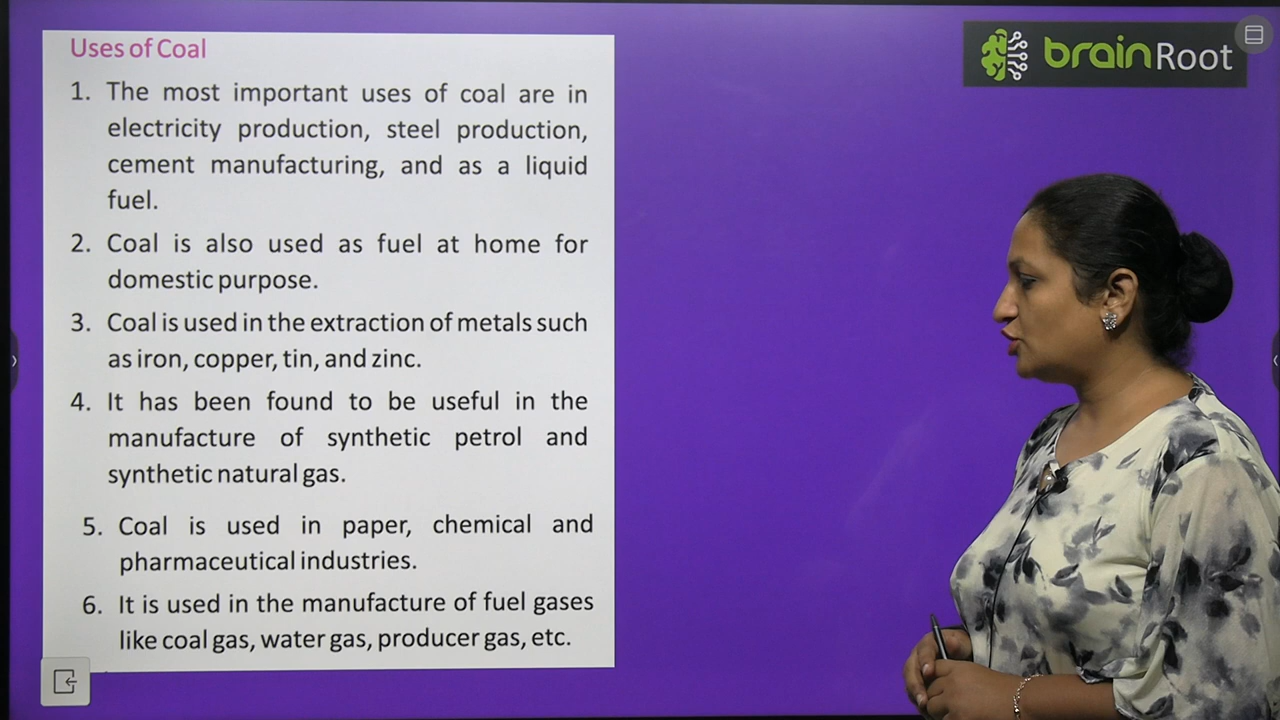 Uses of Coal
1. The most important uses of coal are in
electricity production, steel production,
cement manufacturing, and as a liquid
fuel.
2. Coal is also used as fuel at home for
domestic purpose.
3. Coal is used in the extraction of metals such
as iron, copper, tin, and zinc.
4. It has been found to be useful in the
manufacture of synthetic petrol and
synthetic natural gas.
5. Coal is used in paper, chemical and
pharmaceutical industries.
6. It is used in the manufacture of fuel gases
like coal gas, water gas, producer gas, etc.
brainRoot